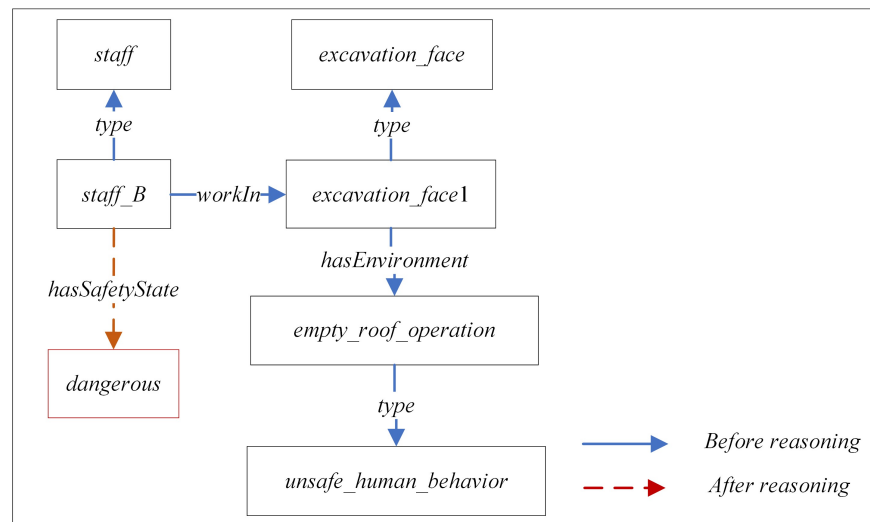 staff
excavation_face
type
type
staff_B
workIn
excavation_face1
hasEnvironment
hasSafetyState
empty_roof_operation
dangerous
type
Before reasoning
unsafe_human_behavior
After reasoning